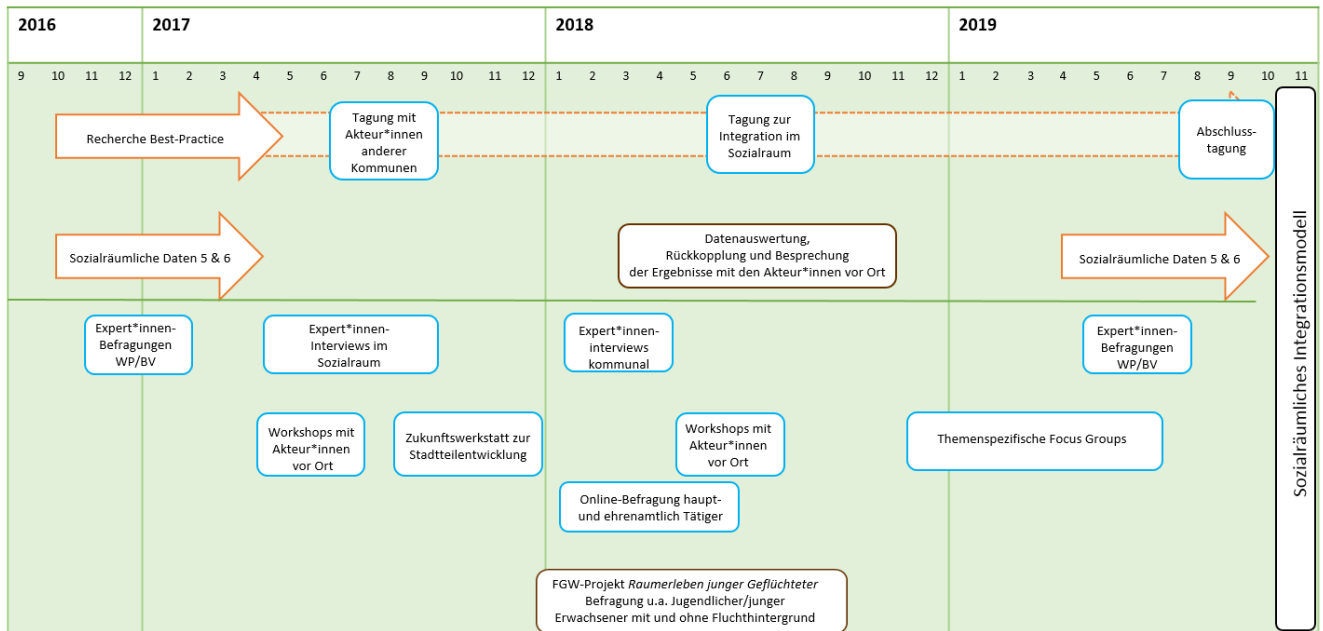 2016 2017 2018 2019
9 10 11 12 1 2 3 4 5 6 7 8 9 10 11 12 1 2 3 4 5 6 7 8 9 10 11 12 1 2 3 4 5 6 7 8 9 10 11
Recherche Best-Practice
Tagung mit
Akteur*innen
anderer
Kommunen
Tagung zur
Integration im
Sozialraum
Abschluss-
tagung
Sozialräumliche Daten 5 & 6
Datenauswertung,
Rückkopplung und Besprechung
der Ergebnisse mit den Akteur*innen vor Ort
Sozialräumliche Daten 5 & 6
Expert*innen-
Befragungen
WP/BV
Expert*innen-
Interviews im
Sozialraum
Expert*innen-
interviews
kommunal
Expert*innen-
Befragungen
WP/BV
Workshops mit
Akteur*innen
vor Ort
Zukunftswerkstatt zur
Stadtteilentwicklung
Workshops mit
Akteur*innen
vor Ort
Themenspezifische Focus Groups
Online-Befragung haupt-
und ehrenamtlich Tätiger
FGW-Projekt Raumerleben junger Geflüchteter
Befragung u.a. Jugendlicher/junger
Erwachsener mit und ohne Fluchthintergrund
Sozialräumliches Integrationsmodell